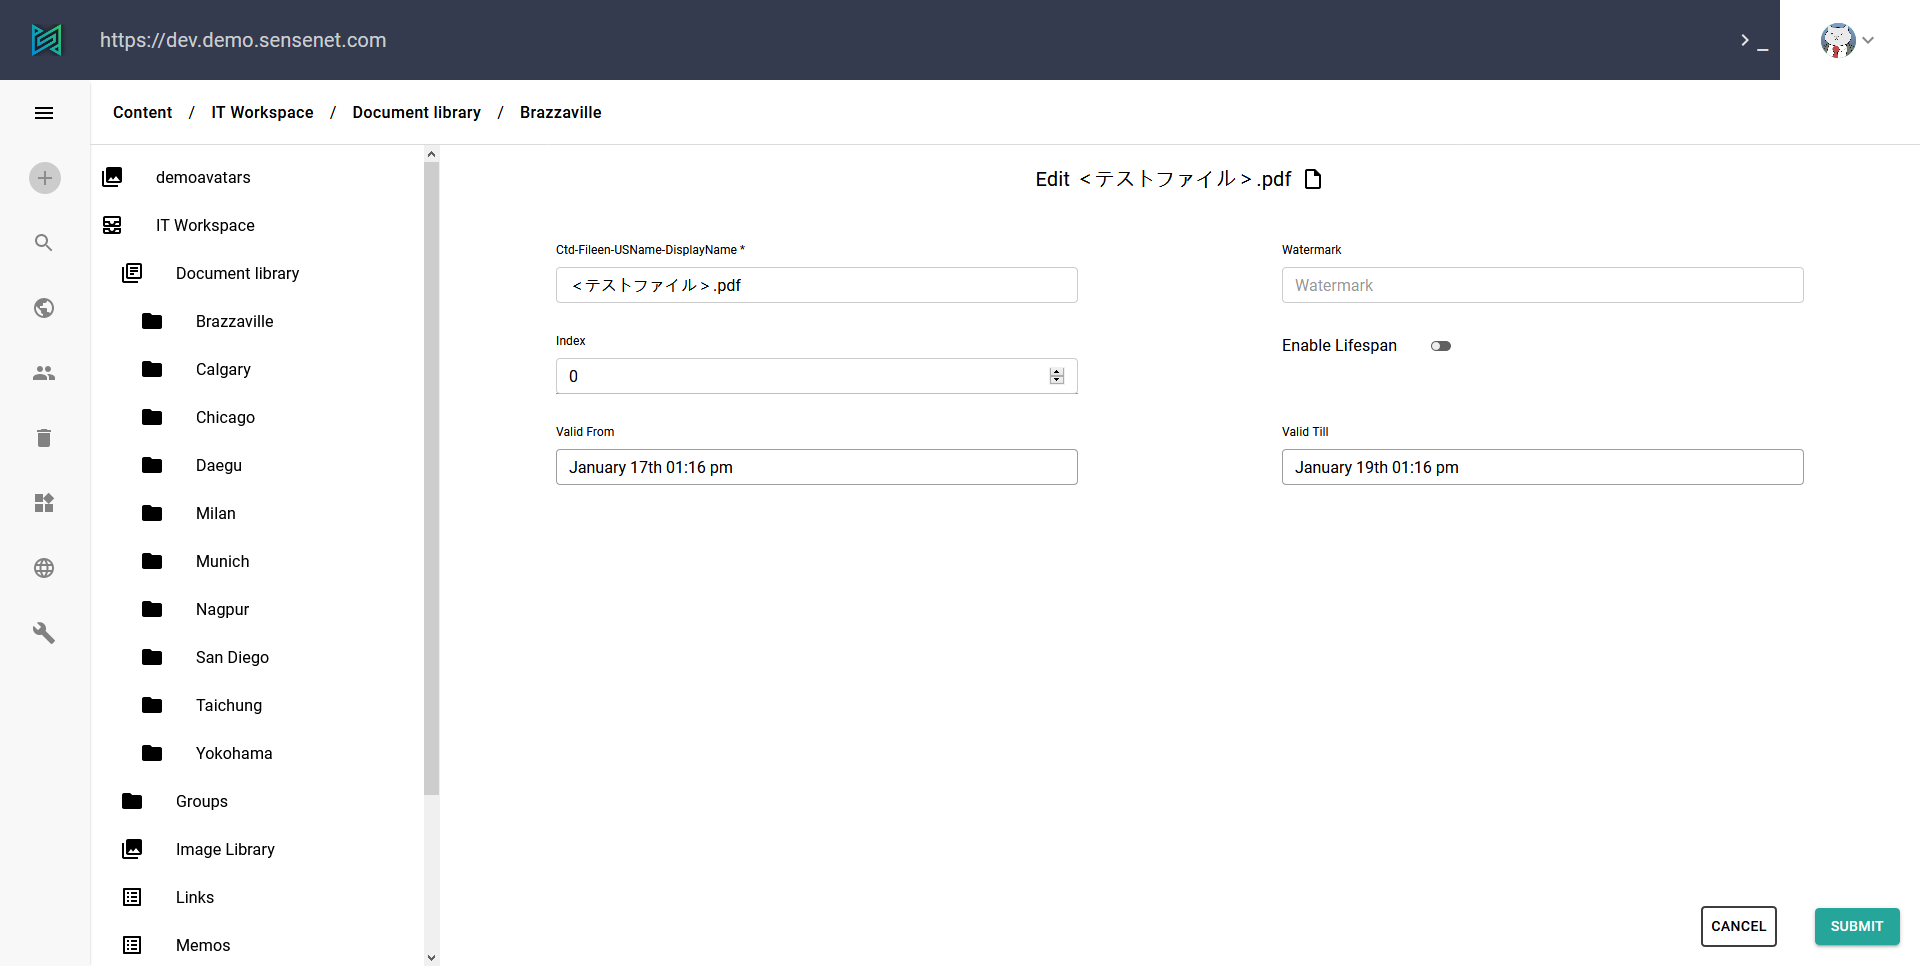 https://dev.demo.sensenet.com
>_
Content / IT Workspace / Document library / Brazzaville
demoavatars
IT Workspace
Document library
Brazzaville
Calgary
Chicago
Daegu
Milan
Munich
Nagpur
San Diego
Taichung
Yokohama
Groups
Image Library
Links
Memos
Edit ＜テストファイル＞.pdf
Ctd-Fileen-USName-DisplayName *
＜テストファイル＞.pdf
Watermark
Watermark
Index
0
Enable Lifespan
Valid From
January 17th 01:16 pm
Valid Till
January 19th 01:16 pm
CANCEL
SUBMIT